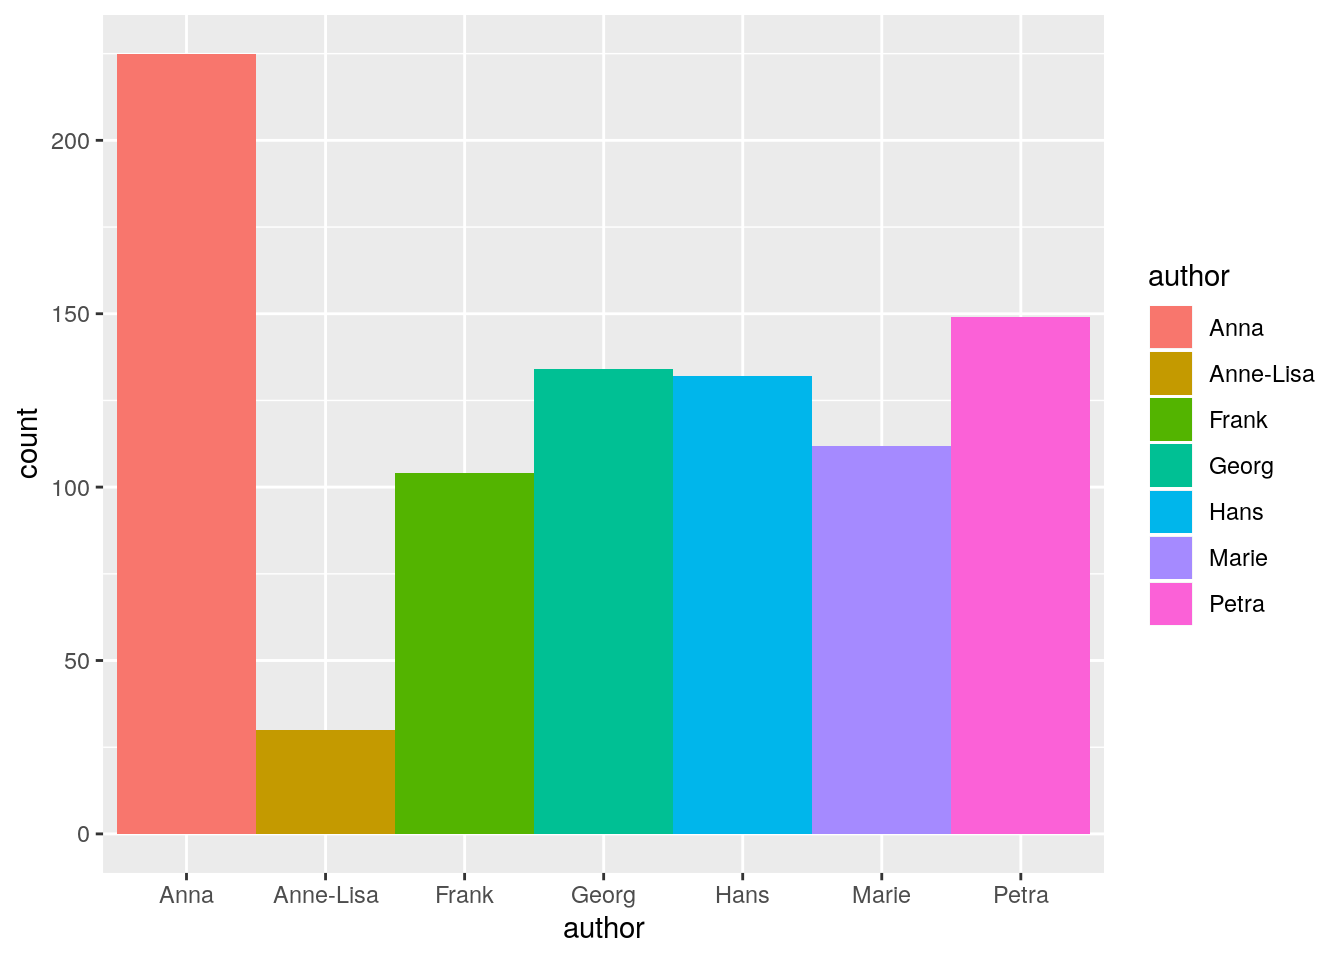 count
200
150
100
50
0
Anna Anne-Lisa Frank Georg Hans Marie Petra
author
author
Anna
Anne-Lisa
Frank
Georg
Hans
Marie
Petra